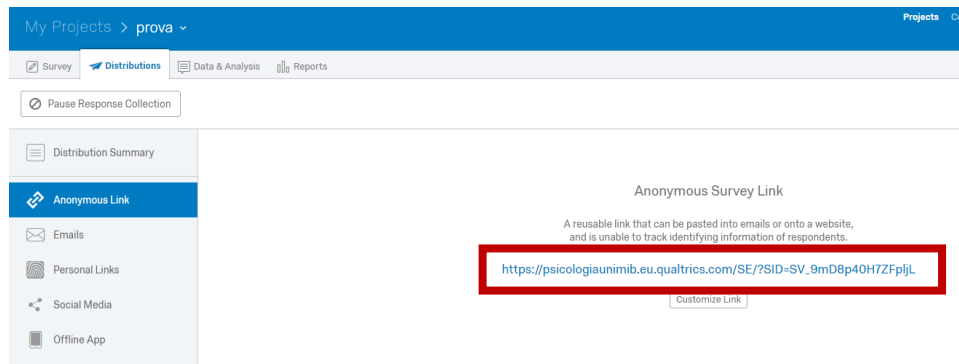 My Projects > prova
Projects
Survey Distributions Data & Analysis Reports
Pause Response Collection
Distribution Summary
Anonymous Link
Emails
Personal Links
Social Media
Offline App
Anonymous Survey Link
A reusable link that can be pasted into emails or onto a website,
and is unable to track identifying information of respondents.
https://psicologiaunimib.eu.qualtrics.com/SE/?SID=SV_9mD8p40H7ZFpljL
Customize Link